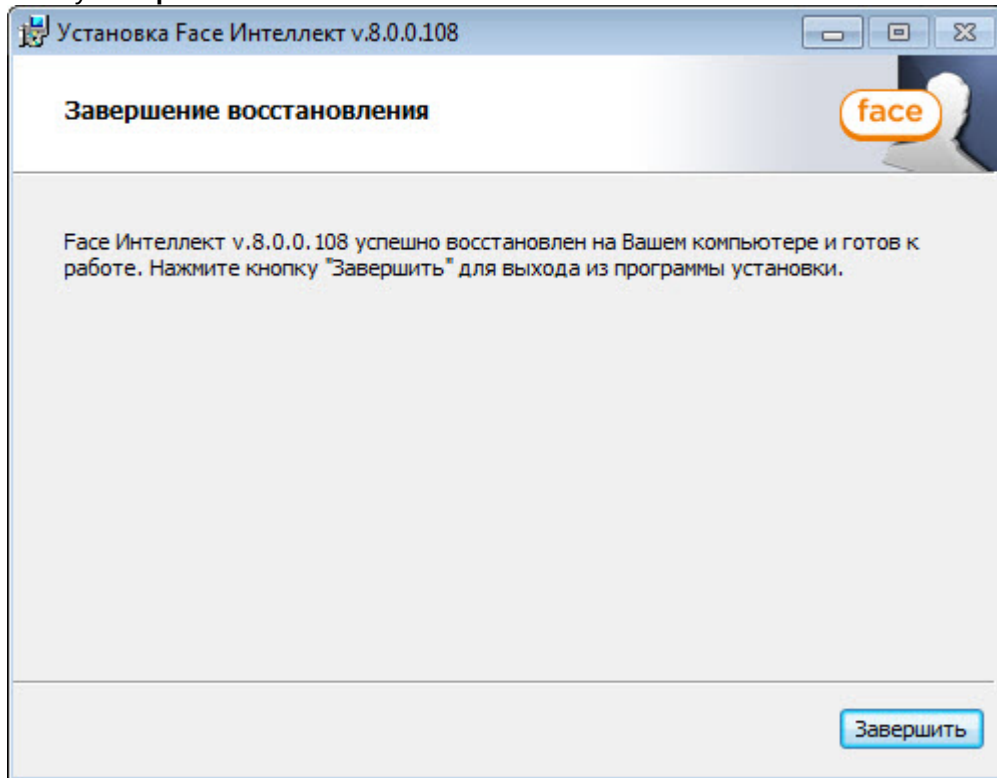 Установка Face Интеллект v.8.0.0.108
Завершение восстановления
face
Face Интеллект v.8.0.0.108 успешно восстановлен на Вашем компьютере и готов к
работе. Нажмите кнопку "Завершить" для выхода из программы установки.
Завершить